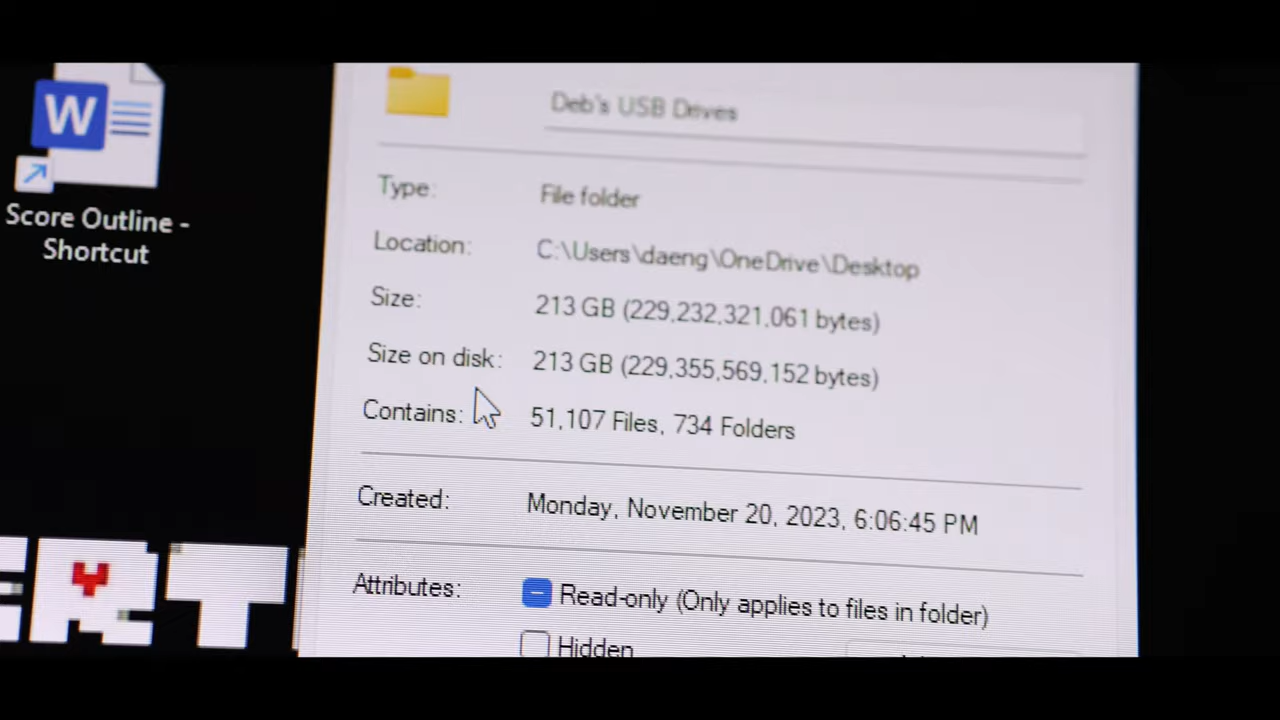 W
Score Outline -
Shortcut
Deb's USB Drives
Type: File folder
Location: C:\Users\daeng\OneDrive\Desktop
Size: 213 GB (229,232,321,061 bytes)
Size on disk: 213 GB (229,355,569,152 bytes)
Contains: 51,107 Files, 734 Folders
Created: Monday, November 20, 2023, 6:06:45 PM
Attributes: Read-only (Only applies to files in folder)
Hidden
ERT